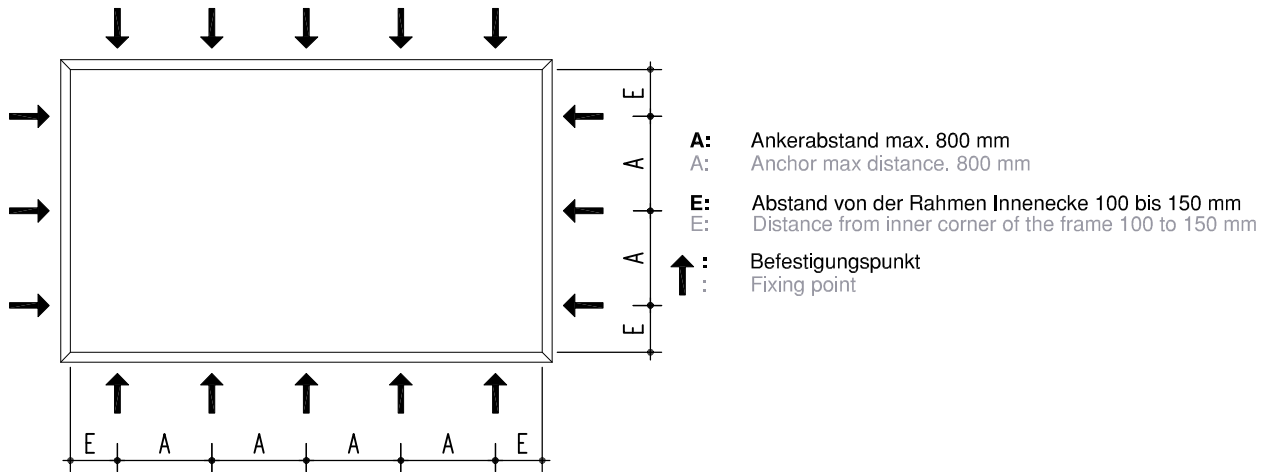 E
A
A
E
A: Ankerabstand max. 800 mm
A: Anchor max distance. 800 mm
E: Abstand von der Rahmen Innenecke 100 bis 150 mm
E: Distance from inner corner of the frame 100 to 150 mm
: Befestigungspunkt
: Fixing point
E A A A A E